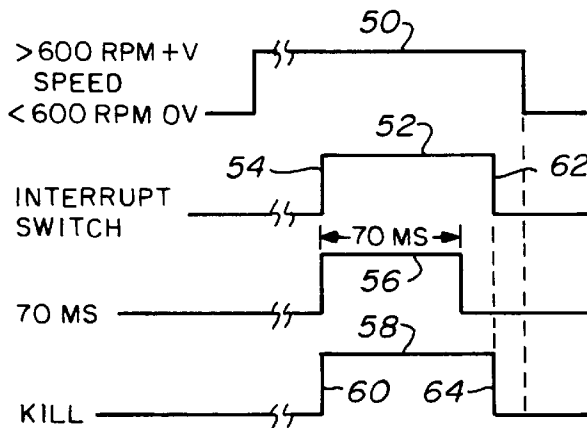 50
>600 RPM +V
SPEED
<600 RPM 0V
52
54
62
INTERRUPT
SWITCH
70 MS
56
70 MS
58
60
64
KILL